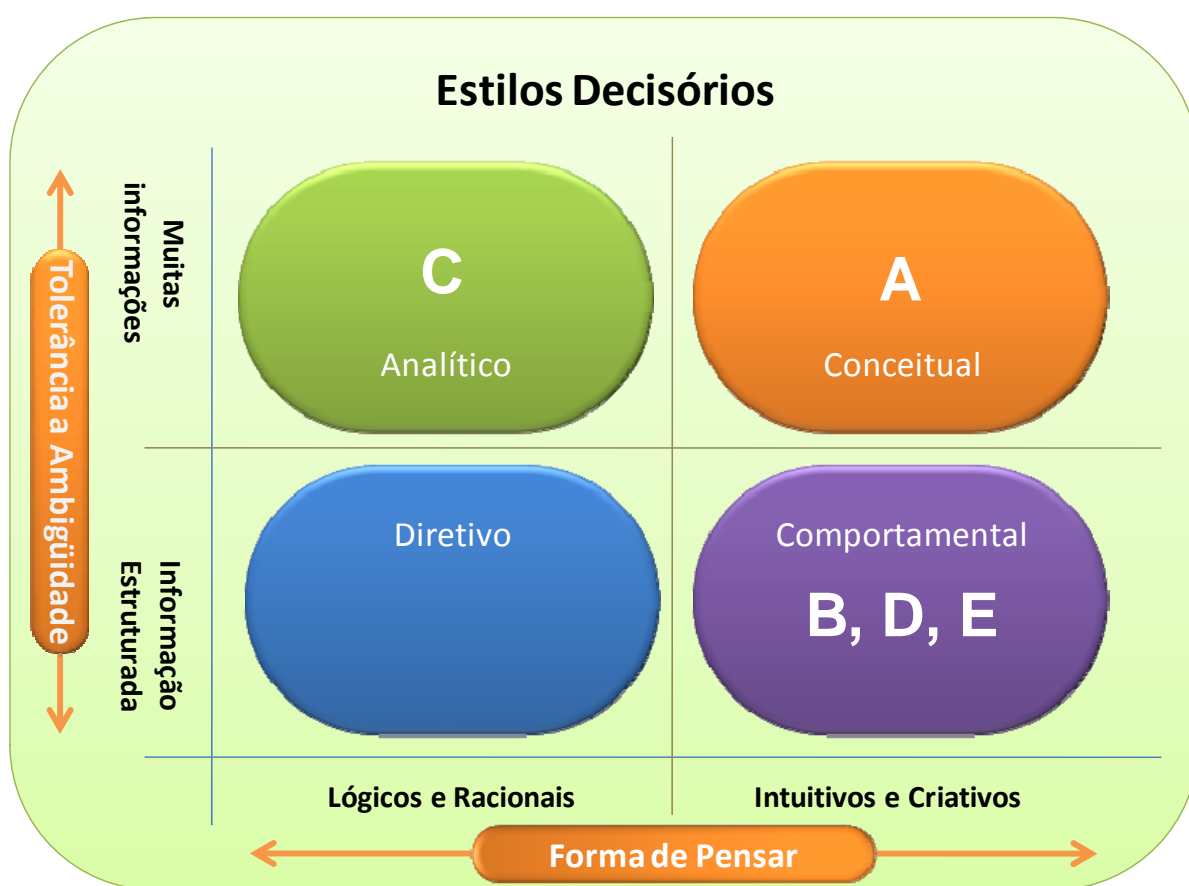 Estilos Decisórios
Tolerância a Ambigüidade
Muitas
informações
C
Analítico
A
Conceitual
Informação
Estruturada
Diretivo
Comportamental
B, D, E
Lógicos e Racionais
Intuitivos e Criativos
Forma de Pensar